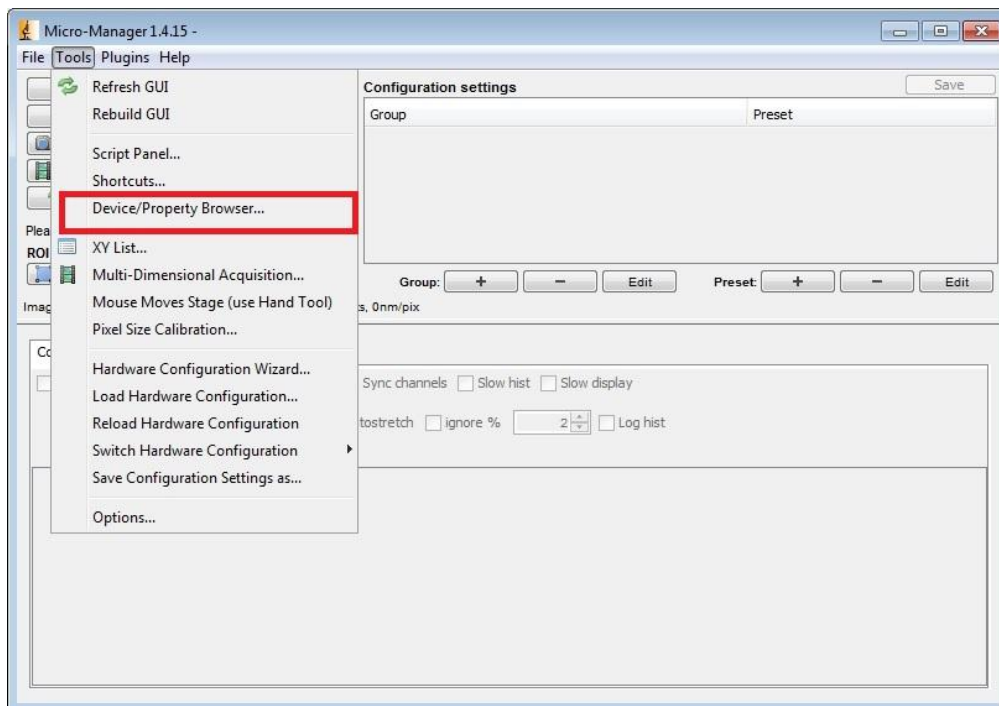 Micro-Manager 1.4.15 -
File Tools Plugins Help
Refresh GUI
Rebuild GUI
Script Panel...
Shortcuts...
Device/Property Browser...
XY List...
Multi-Dimensional Acquisition...
Mouse Moves Stage (use Hand Tool)
Pixel Size Calibration...
Hardware Configuration Wizard...
Load Hardware Configuration...
Reload Hardware Configuration
Switch Hardware Configuration
Save Configuration Settings as...
Options...
Configuration settings Save
Group Preset
Group: + - Edit Preset: + - Edit
Plea
ROI
Imag s, 0nm/pix
Co
Sync channels Slow hist Slow display
tostretch ignore % 2 Log hist